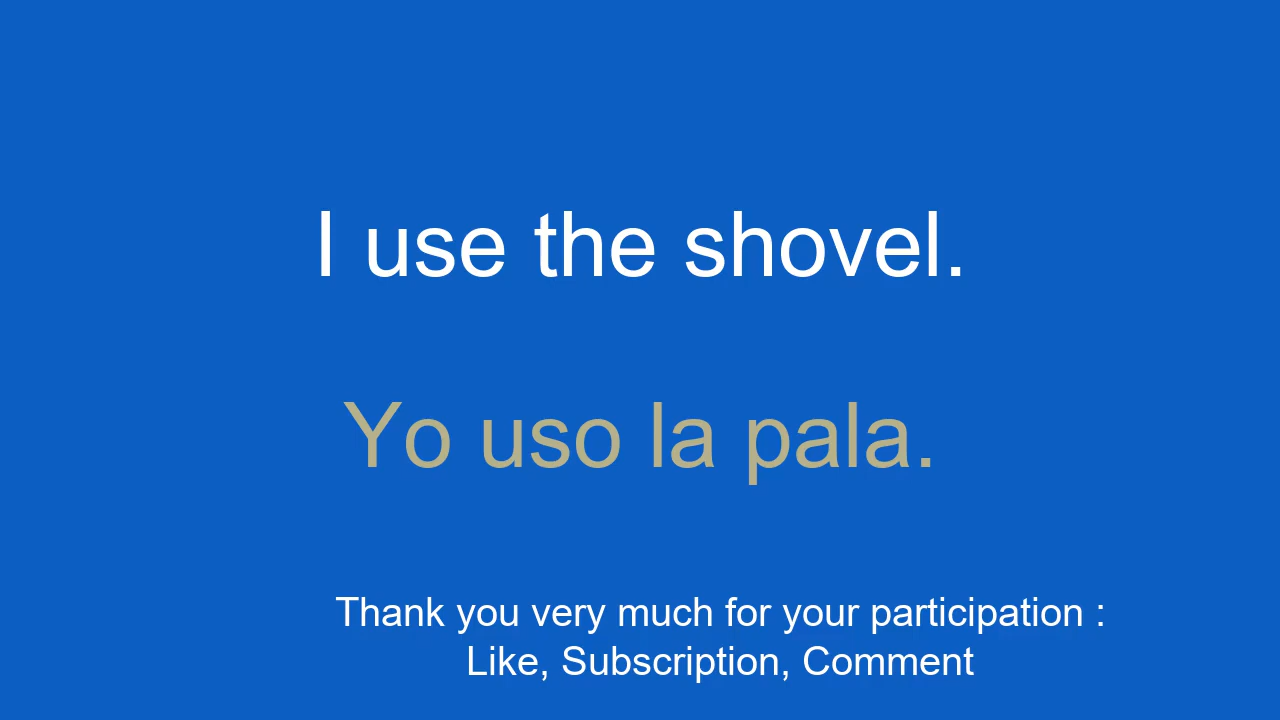 I use the shovel.
Yo uso la pala.
Thank you very much for your participation :
Like, Subscription, Comment